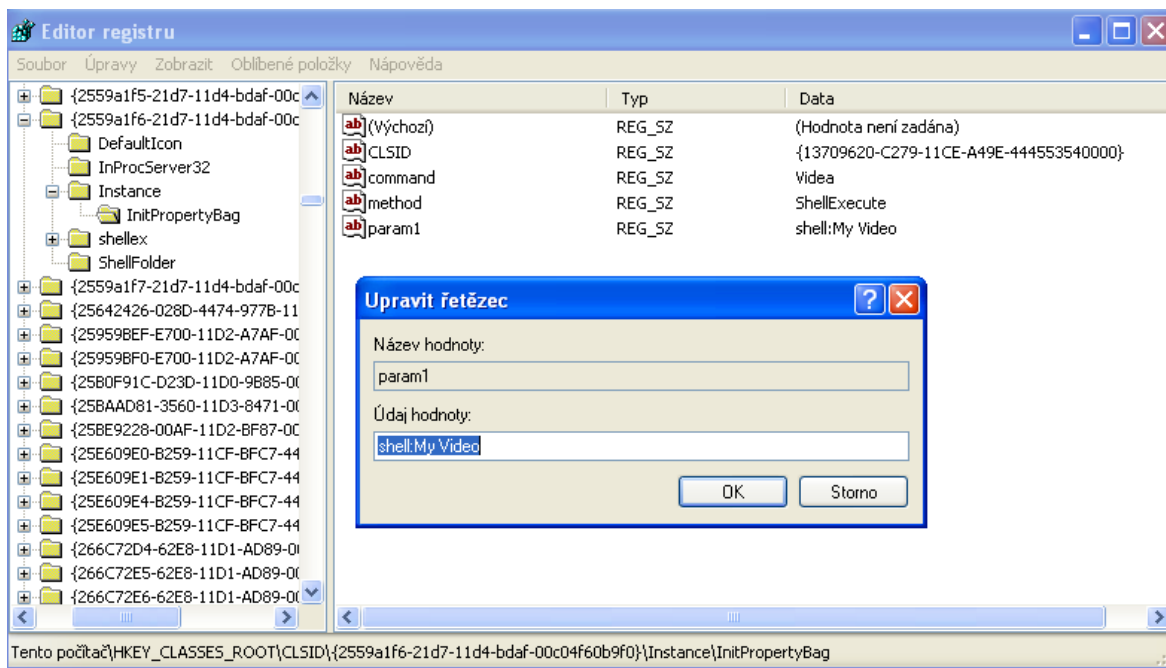 Editor registru
Soubor Úpravy Zobrazit Oblíbené položky Nápověda
{2559a1f5-21d7-11d4-bdaf-00c
{2559a1f6-21d7-11d4-bdaf-00c
DefaultIcon
InProcServer32
Instance
InitPropertyBag
shellex
ShellFolder
{2559a1f7-21d7-11d4-bdaf-00c
{25642426-028D-4474-977B-11
{25959BEF-E700-11D2-A7AF-00
{25959BF0-E700-11D2-A7AF-00
{25B0F91C-D23D-11D0-9B85-00
{25BAAD81-3560-11D3-8471-00
{25BE9228-00AF-11D2-BF87-00
{25E609E0-B259-11CF-BFC7-44
{25E609E1-B259-11CF-BFC7-44
{25E609E4-B259-11CF-BFC7-44
{25E609E5-B259-11CF-BFC7-44
{266C72D4-62E8-11D1-AD89-00
{266C72E5-62E8-11D1-AD89-00
{266C72E6-62E8-11D1-AD89-00
Název Typ Data
ab (Výchozí) REG_SZ (Hodnota není zadána)
ab CLSID REG_SZ {13709620-C279-11CE-A49E-444553540000}
ab command REG_SZ Videa
ab method REG_SZ ShellExecute
ab param1 REG_SZ shell:My Video
Upravit řetězec
Název hodnoty:
param1
Údaj hodnoty:
shell:My Video
OK Storno
Tento počítač\HKEY_CLASSES_ROOT\CLSID\{2559a1f6-21d7-11d4-bdaf-00c04f60b9f0}\Instance\InitPropertyBag